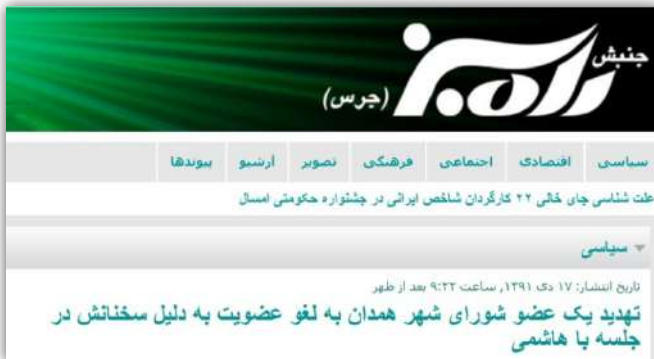 جنبش
راه سبز
(جرس)
سیاسی اقتصادی اجتماعی فرهنگی تصویر آرشیو پیوندها
علت شناسی جای خالی ۲۲ کارگردان شاخص ایرانی در جشنواره حکومتی امسال
سیاسی
تاریخ انتشار: ۱۷ دی ۱۳۹۱, ساعت ۹:۲۲ بعد از ظهر
تهدید یک عضو شورای شهر همدان به لغو عضویت به دلیل سخنانش در
جلسه با هاشمی